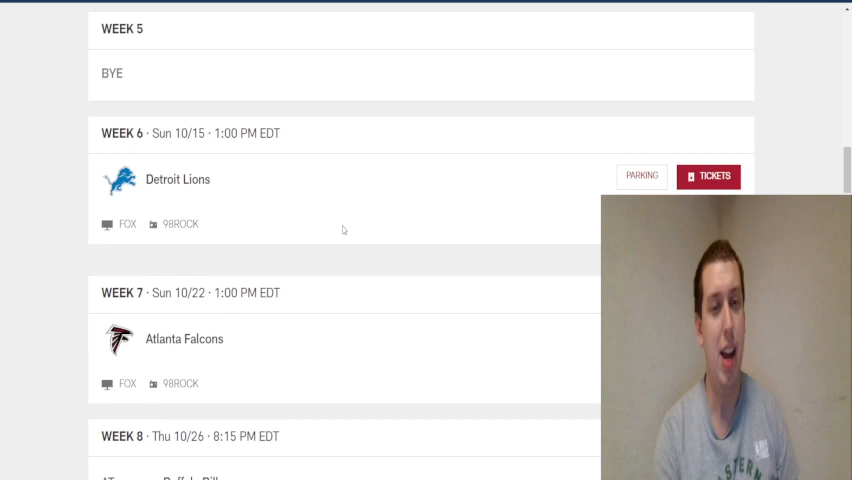 WEEK 5
BYE
WEEK 6 · Sun 10/15 · 1:00 PM EDT
Detroit Lions
PARKING
TICKETS
FOX 98ROCK
WEEK 7 · Sun 10/22 · 1:00 PM EDT
Atlanta Falcons
FOX 98ROCK
WEEK 8 · Thu 10/26 · 8:15 PM EDT
AT